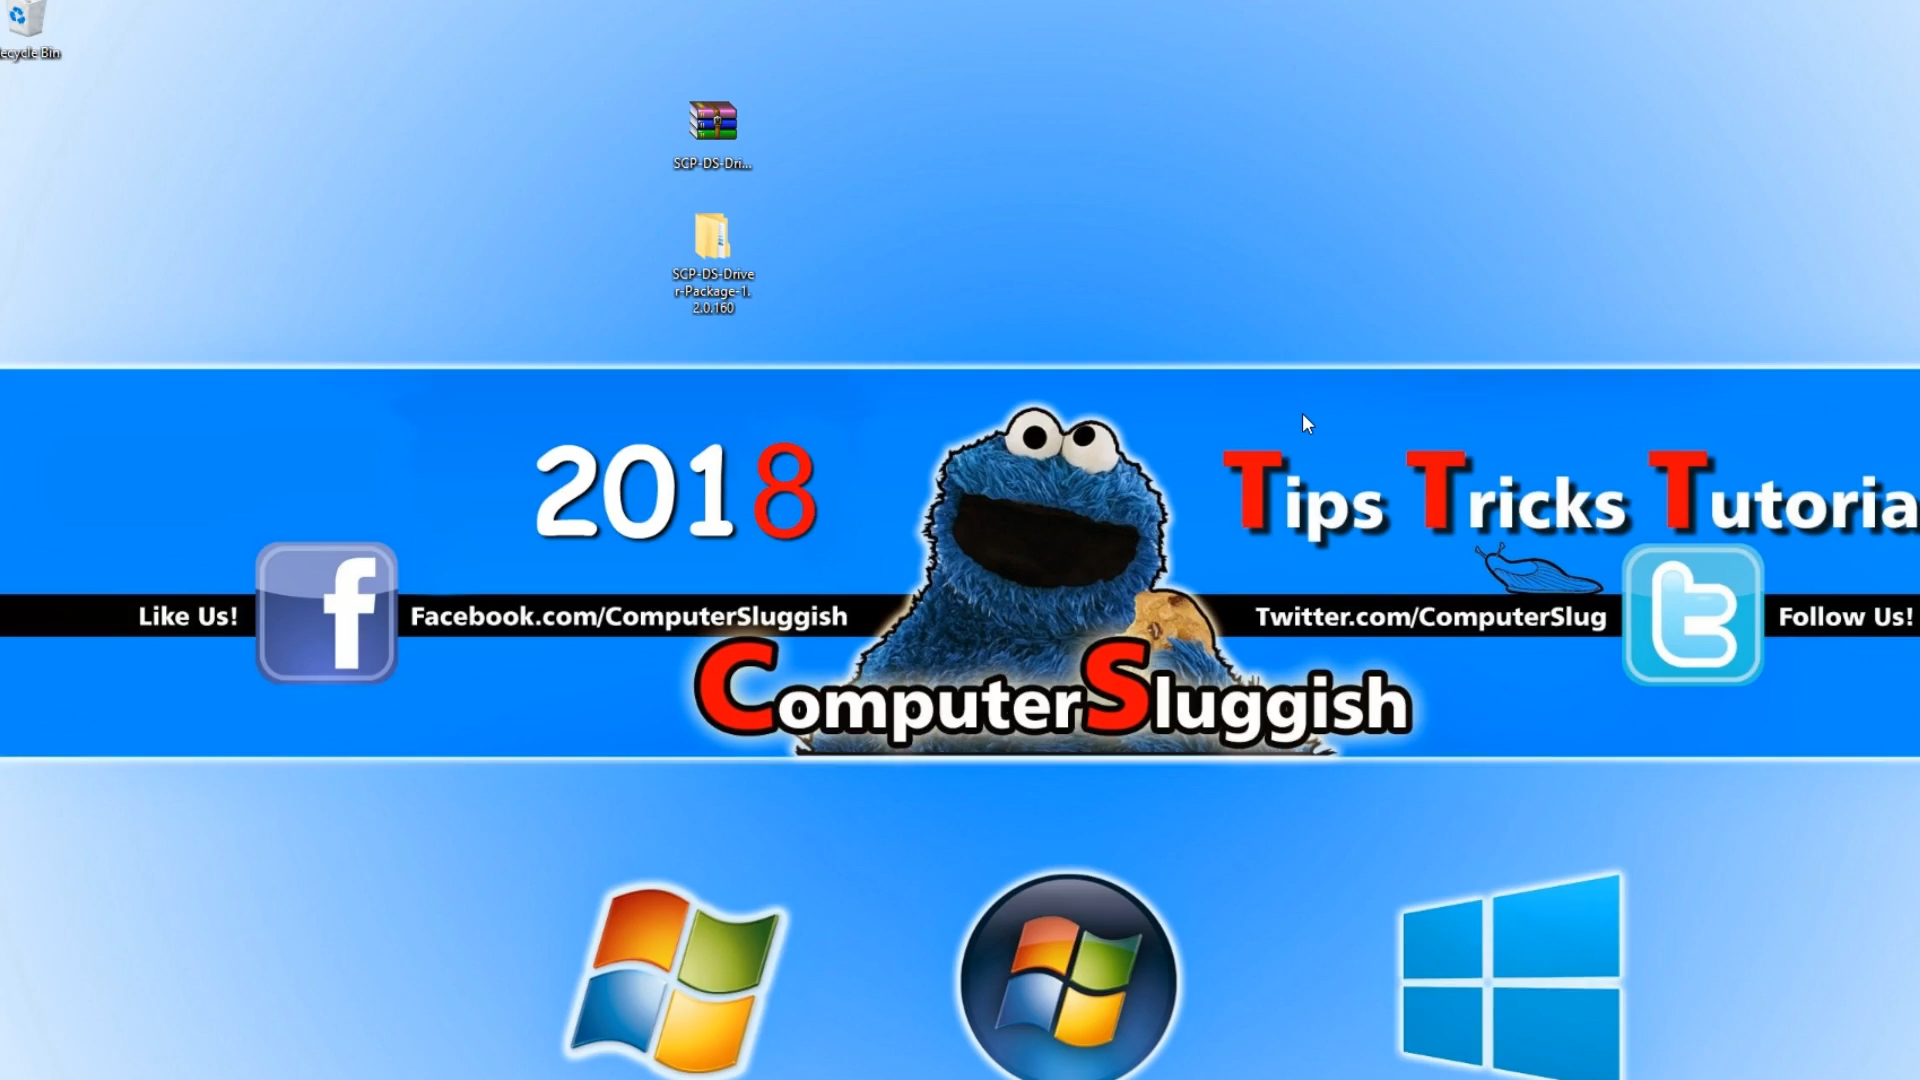 ecycle Bin
SCP-DS-Dri...
SCP-DS-Drive
r-Package-1.
2.0.160
2018
Tips Tricks Tutoria
Like Us!
Facebook.com/ComputerSluggish
Twitter.com/ComputerSlug
Follow Us!
ComputerSluggish